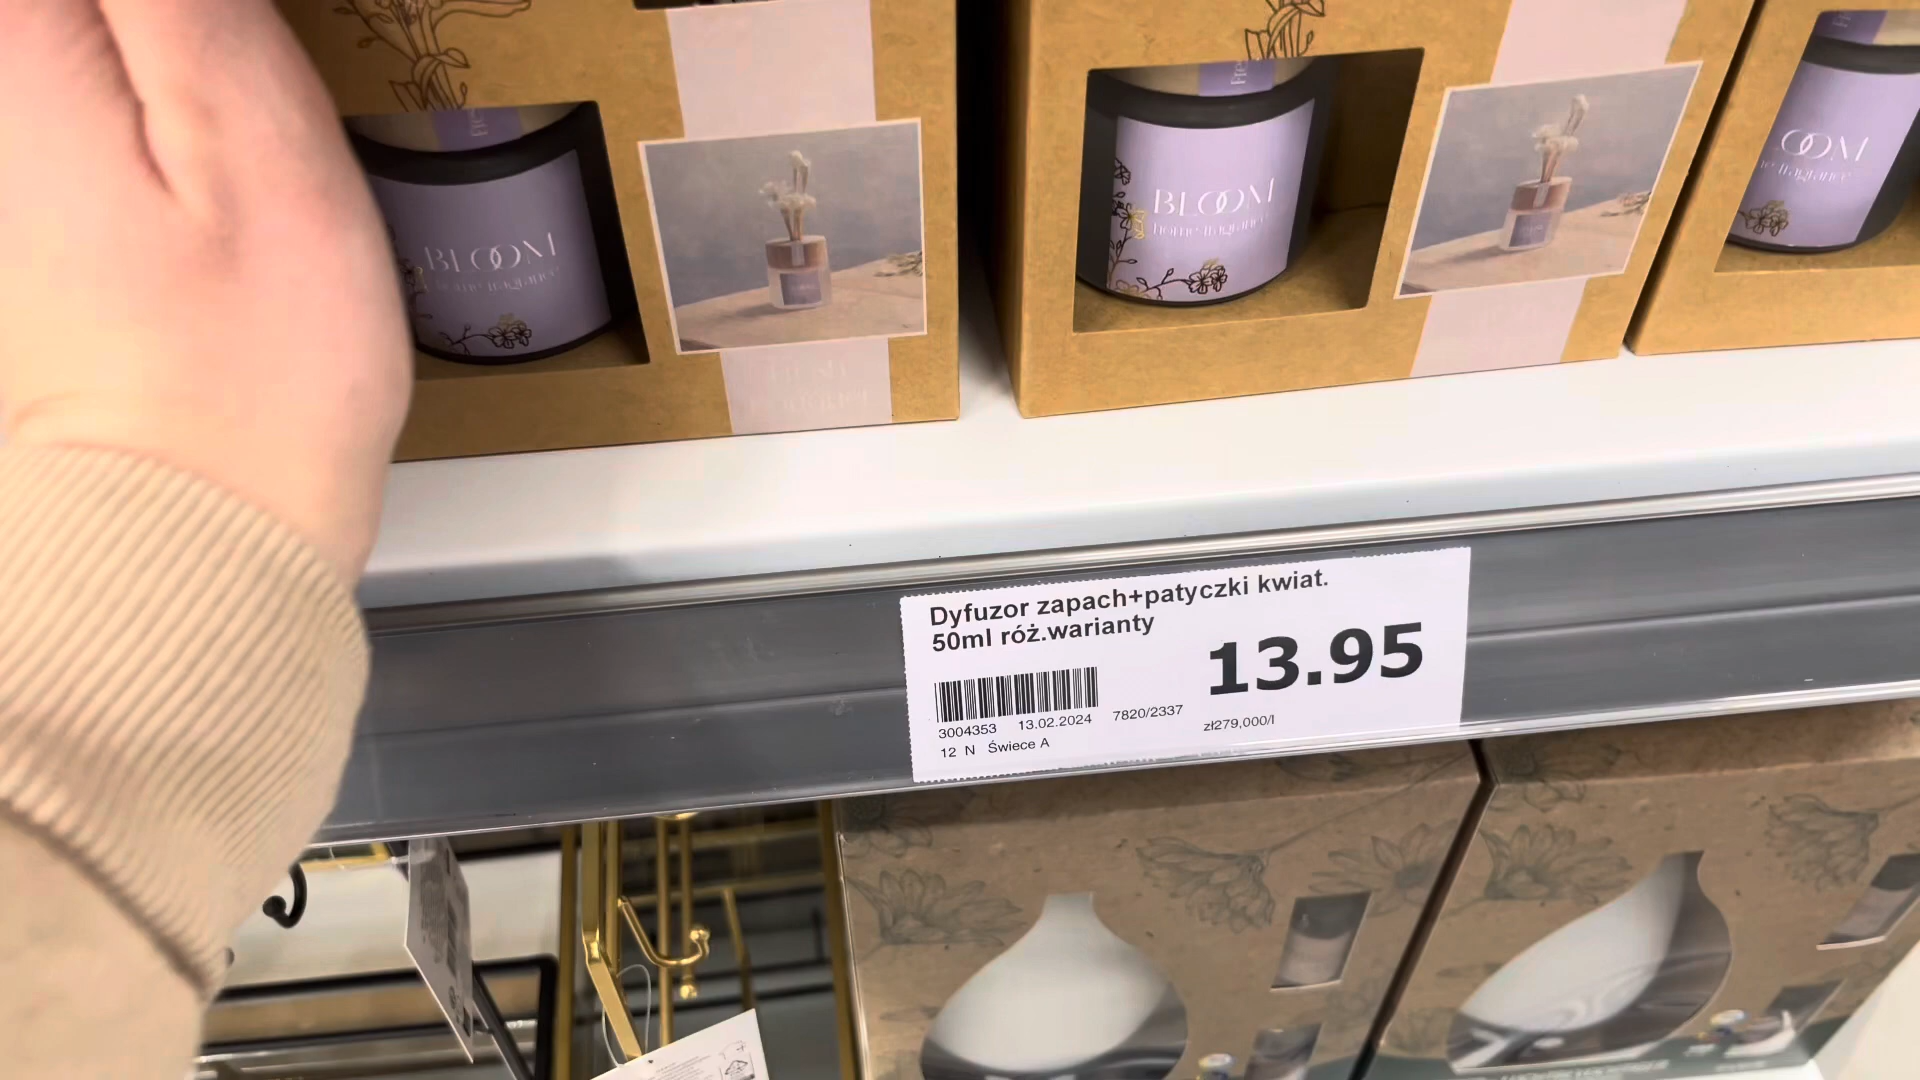 BLOOM
home fragrance
BLOOM
home fragrance
OOM
fragrance
Dyfuzor zapach+patyczki kwiat.
50ml róż.warianty
13.95
3004353 13.02.2024 7820/2337
zł279,000/l
12 N Świece A